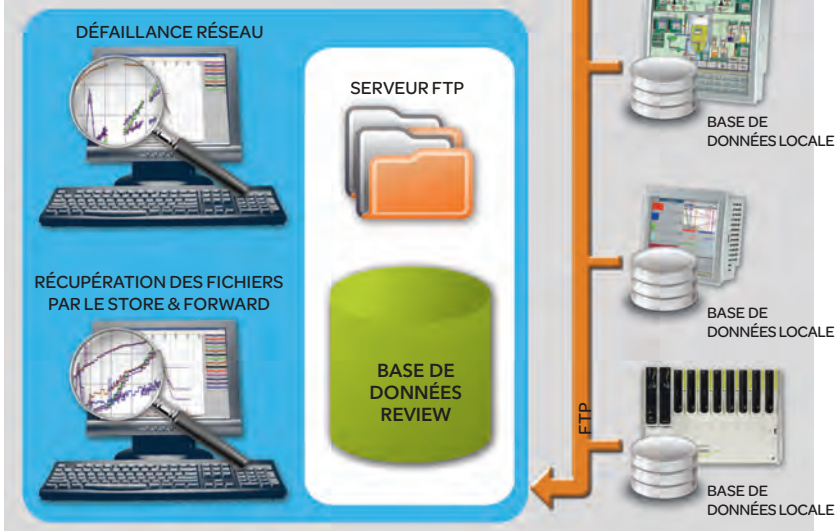 DÉFAILLANCE RÉSEAU
SERVEUR FTP
RÉCUPÉRATION DES FICHIERS
PAR LE STORE & FORWARD
BASE DE
DONNÉES
REVIEW
FTP
BASE DE
DONNÉES LOCALE
BASE DE
DONNÉES LOCALE
BASE DE
DONNÉES LOCALE